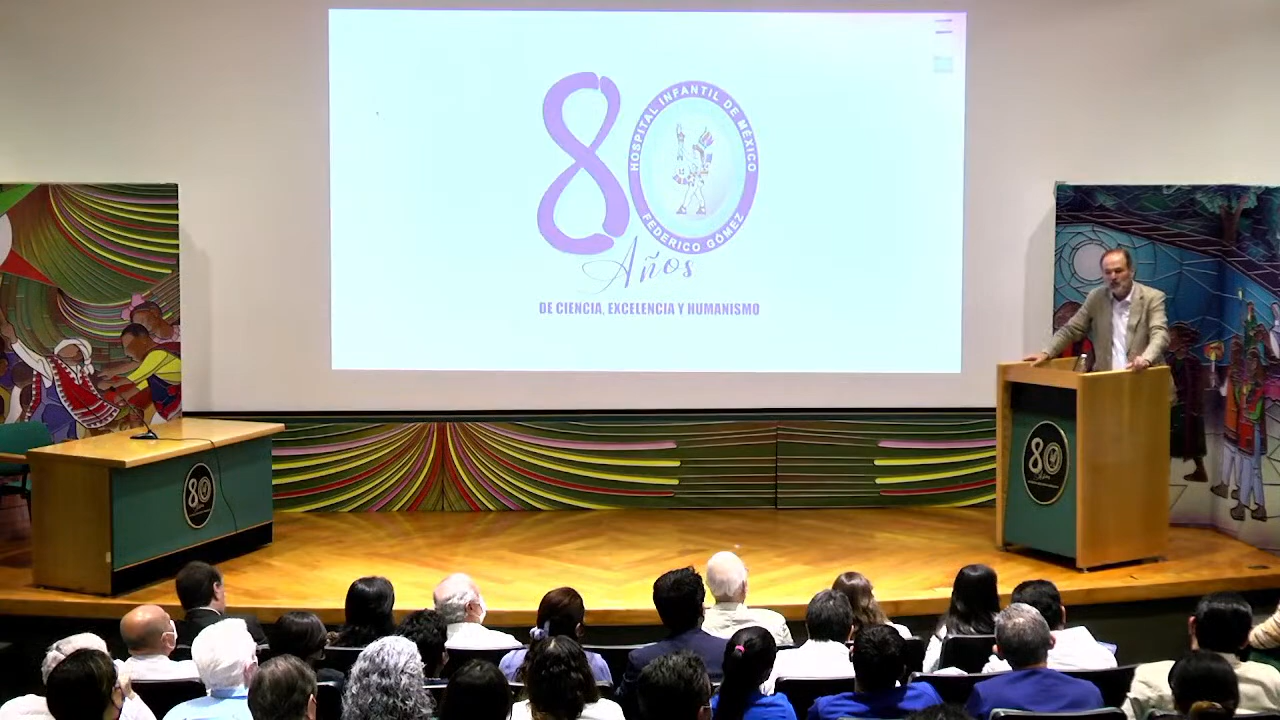 80
HOSPITAL INFANTIL DE MÉXICO
FEDERICO GÓMEZ
Años
DE CIENCIA, EXCELENCIA Y HUMANISMO
80
80